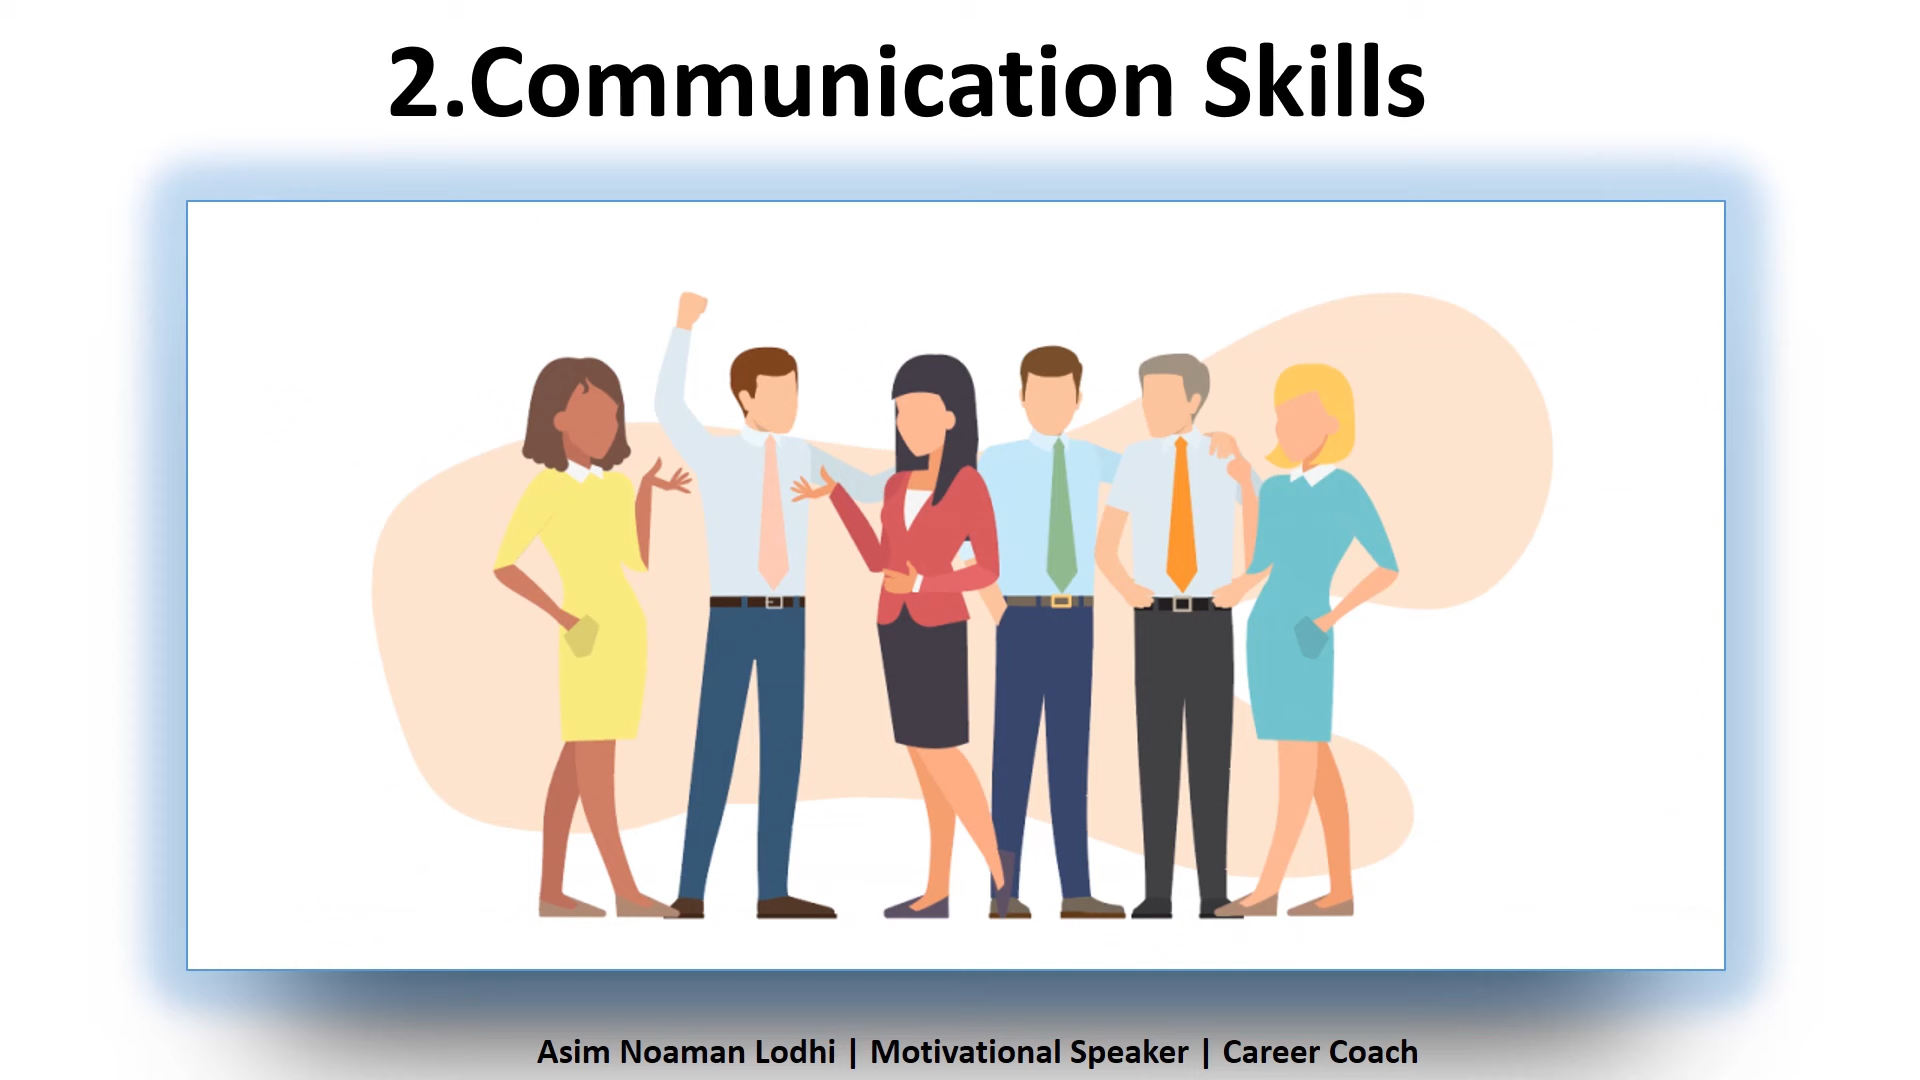 2.Communication Skills
Asim Noaman Lodhi | Motivational Speaker | Career Coach